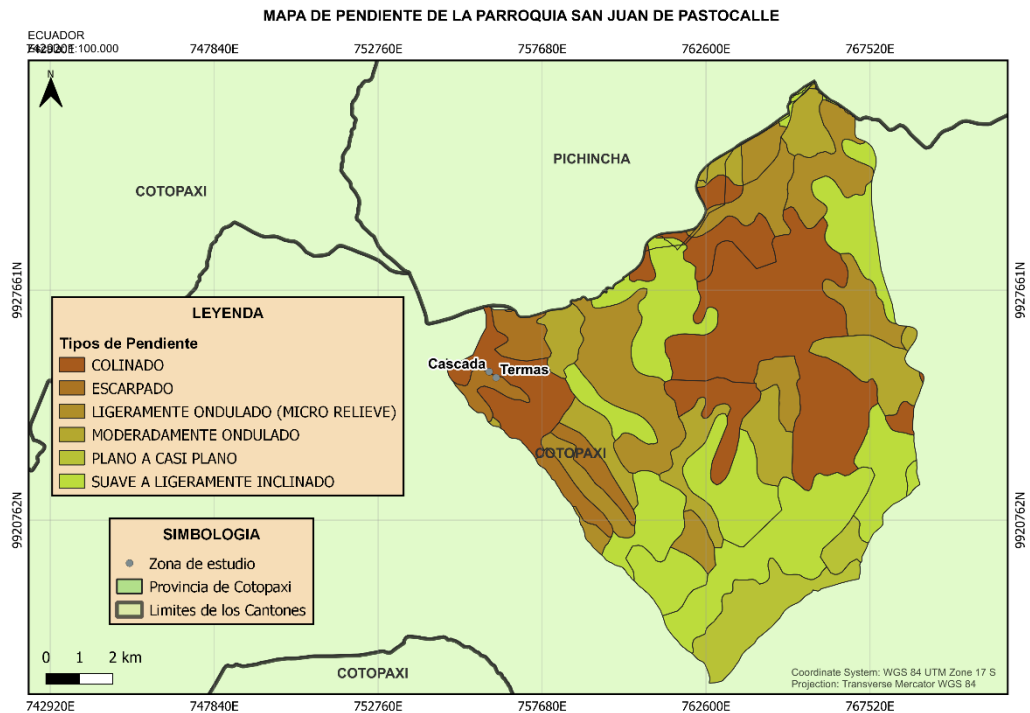 MAPA DE PENDIENTE DE LA PARROQUIA SAN JUAN DE PASTOCALLE
ECUADOR
1:100.000
742920E 747840E 752760E 757680E 762600E 767520E
N
PICHINCHA
COTOPAXI
9927661N 9927661N
LEYENDA
Tipos de Pendiente
COLINADO
ESCARPADO
LIGERAMENTE ONDULADO (MICRO RELIEVE)
MODERADAMENTE ONDULADO
PLANO A CASI PLANO
SUAVE A LIGERAMENTE INCLINADO
Cascada
Termas
COTOPAXI
9920762N 9920762N
SIMBOLOGIA
Zona de estudio
Provincia de Cotopaxi
Limites de los Cantones
0 1 2 km
COTOPAXI
Coordinate System: WGS 84 UTM Zone 17 S
Projection: Transverse Mercator WGS 84
742920E 747840E 752760E 757680E 762600E 767520E